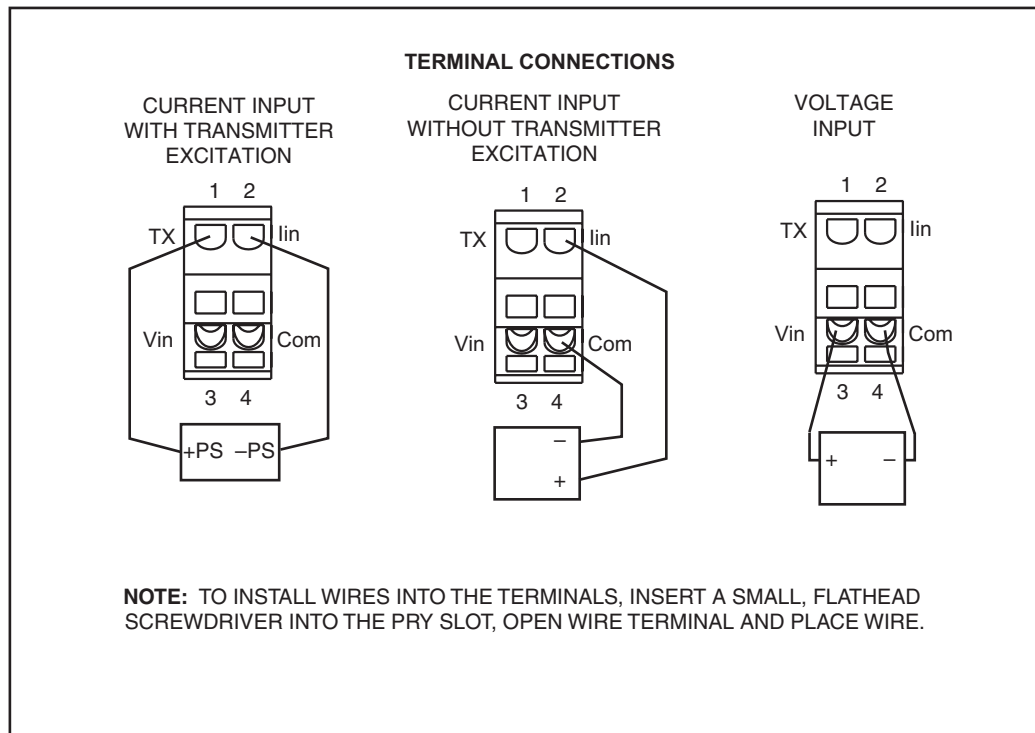 TERMINAL CONNECTIONS
CURRENT INPUT
WITH TRANSMITTER
EXCITATION
1 2
TX Iin
Vin Com
3 4
+PS –PS
CURRENT INPUT
WITHOUT TRANSMITTER
EXCITATION
1 2
TX Iin
Vin Com
3 4
–
+
VOLTAGE
INPUT
1 2
TX Iin
Vin Com
3 4
+ –
NOTE: TO INSTALL WIRES INTO THE TERMINALS, INSERT A SMALL, FLATHEAD
SCREWDRIVER INTO THE PRY SLOT, OPEN WIRE TERMINAL AND PLACE WIRE.